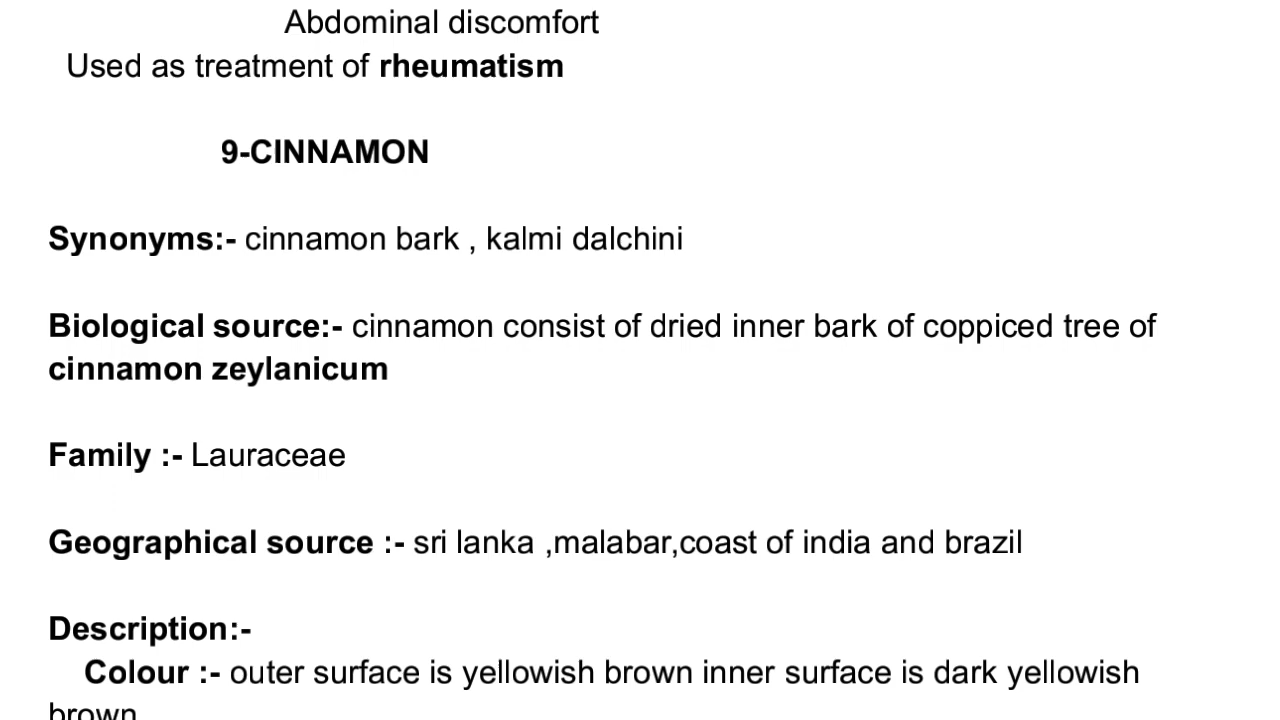 Abdominal discomfort
Used as treatment of rheumatism
9-CINNAMON
Synonyms:- cinnamon bark , kalmi dalchini
Biological source:- cinnamon consist of dried inner bark of coppiced tree of
cinnamon zeylanicum
Family :- Lauraceae
Geographical source :- sri lanka ,malabar,coast of india and brazil
Description:-
Colour :- outer surface is yellowish brown inner surface is dark yellowish
brown